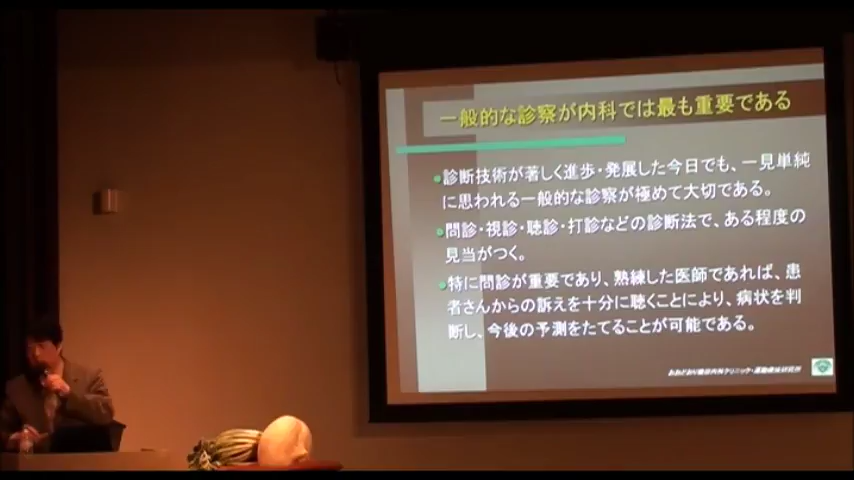 一般的な診察が内科では最も重要である
●診断技術が著しく進歩・発展した今日でも、一見単純
に思われる一般的な診察が極めて大切である。
●問診・視診・聴診・打診などの診断法で、ある程度の
見当がつく。
●特に問診が重要であり、熟練した医師であれば、患
者さんからの訴えを十分に聴くことにより、病状を判
断し、今後の予測をたてることが可能である。